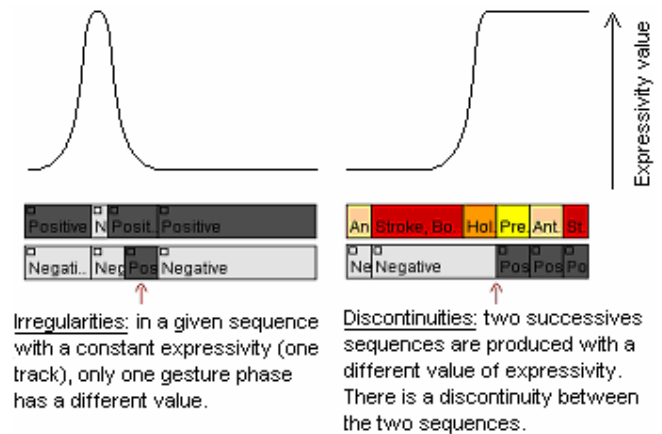 Expressivity value
Positive N Posit.. Positive
Negati.. Neg Pos Negative
An Stroke, Bo.. Hol. Pre. Ant. St.
Ne Negative Pos Pos Po
Irregularities: in a given sequence
with a constant expressivity (one
track), only one gesture phase
has a different value.
Discontinuities: two successives
sequences are produced with a
different value of expressivity.
There is a discontinuity between
the two sequences.